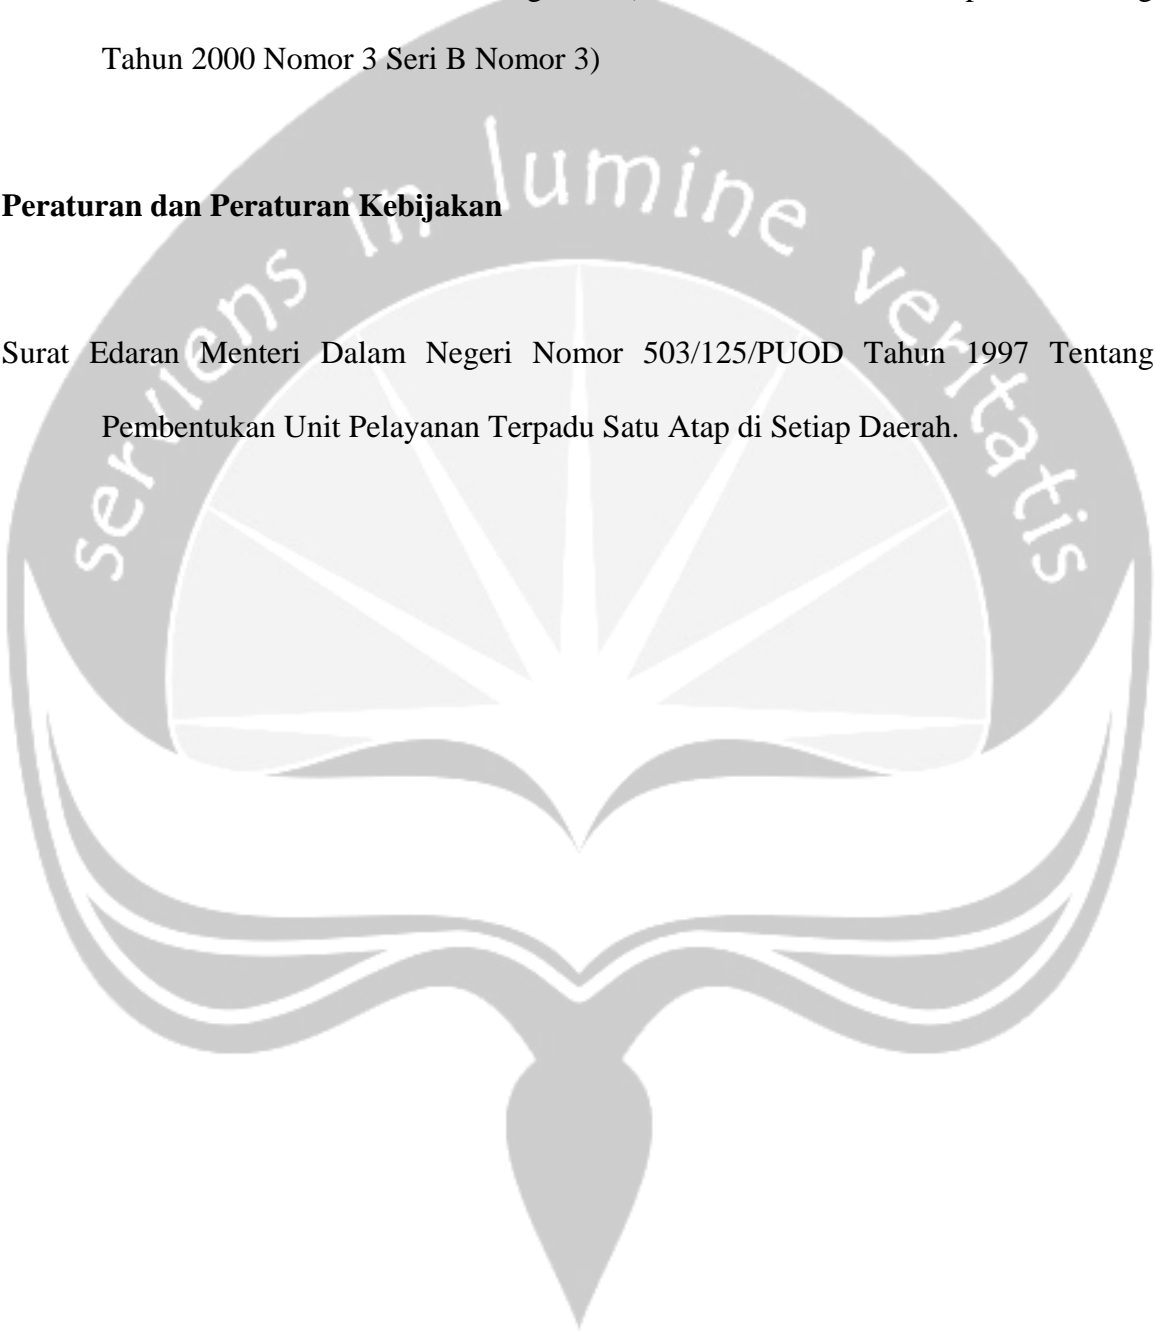 Tahun 2000 Nomor 3 Seri B Nomor 3)
serviens in lumine veritatis
Peraturan dan Peraturan Kebijakan
Surat Edaran Menteri Dalam Negeri Nomor 503/125/PUOD Tahun 1997 Tentang
Pembentukan Unit Pelayanan Terpadu Satu Atap di Setiap Daerah.